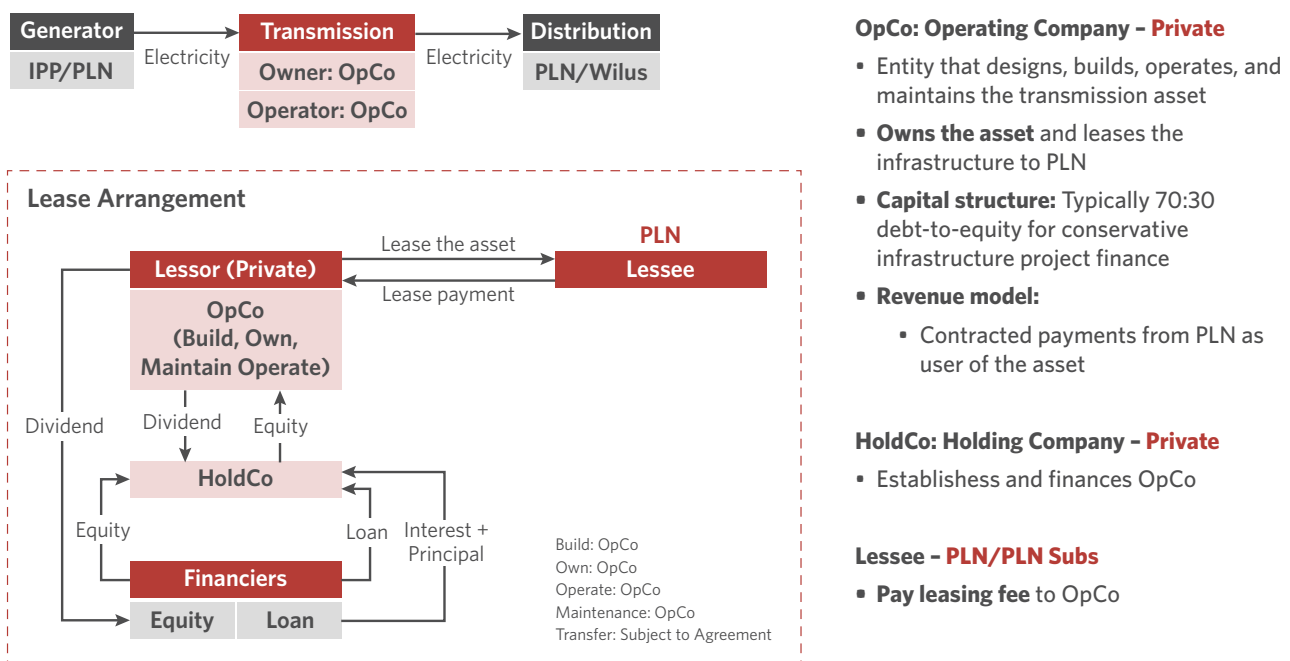 Generator
IPP/PLN
Electricity
Transmission
Owner: OpCo
Operator: OpCo
Electricity
Distribution
PLN/Wilus
Lease Arrangement
Lessor (Private)
OpCo
(Build, Own,
Maintain Operate)
Lease the asset
Lease payment
PLN
Lessee
Dividend
Dividend
Equity
HoldCo
Equity
Loan
Interest +
Principal
Financiers
Equity
Loan
Build: OpCo
Own: OpCo
Operate: OpCo
Maintenance: OpCo
Transfer: Subject to Agreement
OpCo: Operating Company – Private
• Entity that designs, builds, operates, and
maintains the transmission asset
• Owns the asset and leases the
infrastructure to PLN
• Capital structure: Typically 70:30
debt-to-equity for conservative
infrastructure project finance
• Revenue model:
• Contracted payments from PLN as
user of the asset
HoldCo: Holding Company – Private
• Establishess and finances OpCo
Lessee – PLN/PLN Subs
• Pay leasing fee to OpCo